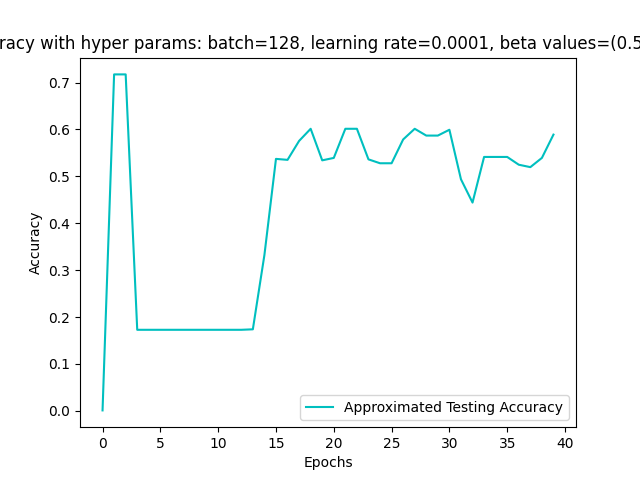 racy with hyper params: batch=128, learning rate=0.0001, beta values=(0.5
0.7
0.6
0.5
0.4
0.3
0.2
0.1
0.0
Accuracy
Approximated Testing Accuracy
0 5 10 15 20 25 30 35 40
Epochs